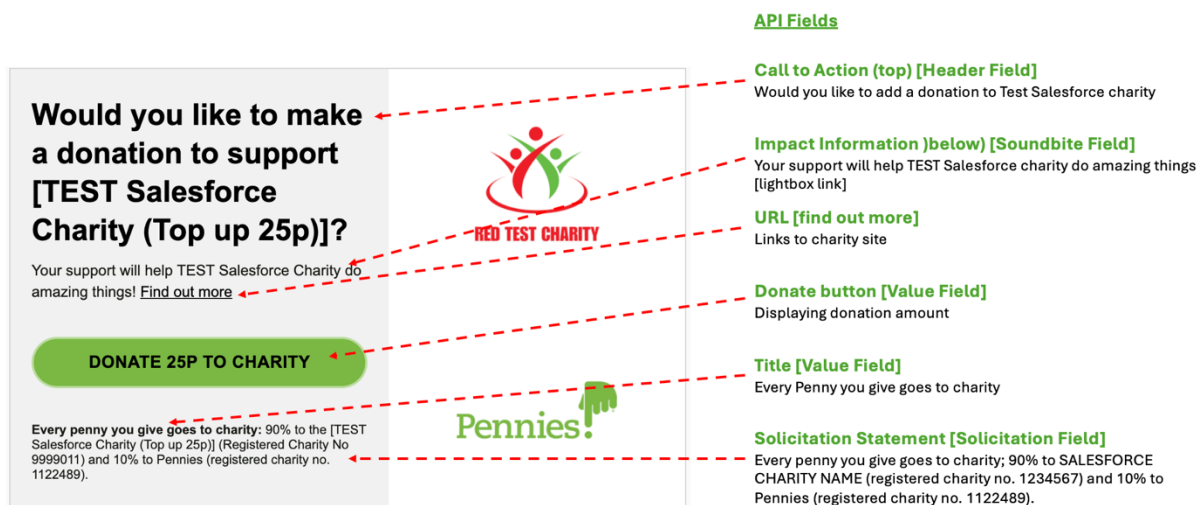 API Fields
Would you like to make
a donation to support
[TEST Salesforce
Charity (Top up 25p)]?
Your support will help TEST Salesforce Charity do
amazing things! Find out more
DONATE 25P TO CHARITY
Every penny you give goes to charity: 90% to the [TEST
Salesforce Charity (Top up 25p)] (Registered Charity No
9999011) and 10% to Pennies (registered charity no.
1122489).
RED TEST CHARITY
Pennies
Call to Action (top) [Header Field]
Would you like to add a donation to Test Salesforce charity
Impact Information )below) [Soundbite Field]
Your support will help TEST Salesforce charity do amazing things
[lightbox link]
URL [find out more]
Links to charity site
Donate button [Value Field]
Displaying donation amount
Title [Value Field]
Every Penny you give goes to charity
Solicitation Statement [Solicitation Field]
Every penny you give goes to charity; 90% to SALESFORCE
CHARITY NAME (registered charity no. 1234567) and 10% to
Pennies (registered charity no. 1122489).